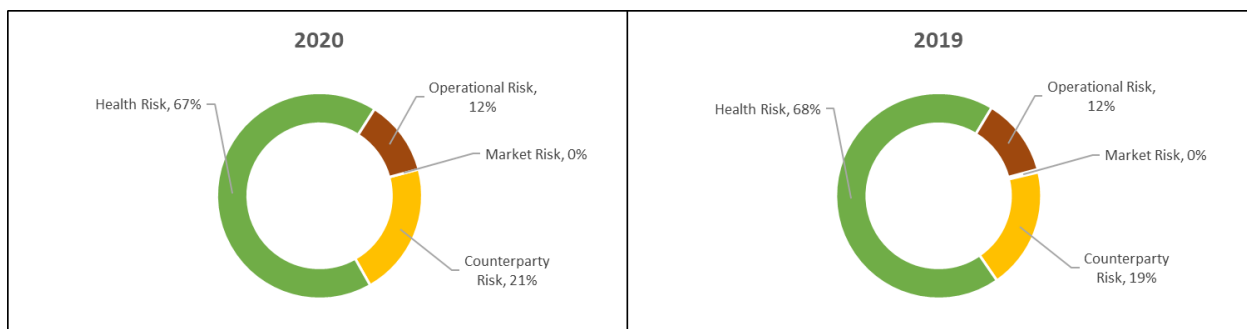 2020
Health Risk, 67%
Operational Risk,
12%
Market Risk, 0%
Counterparty
Risk, 21%
2019
Health Risk, 68%
Operational Risk,
12%
Market Risk, 0%
Counterparty
Risk, 19%